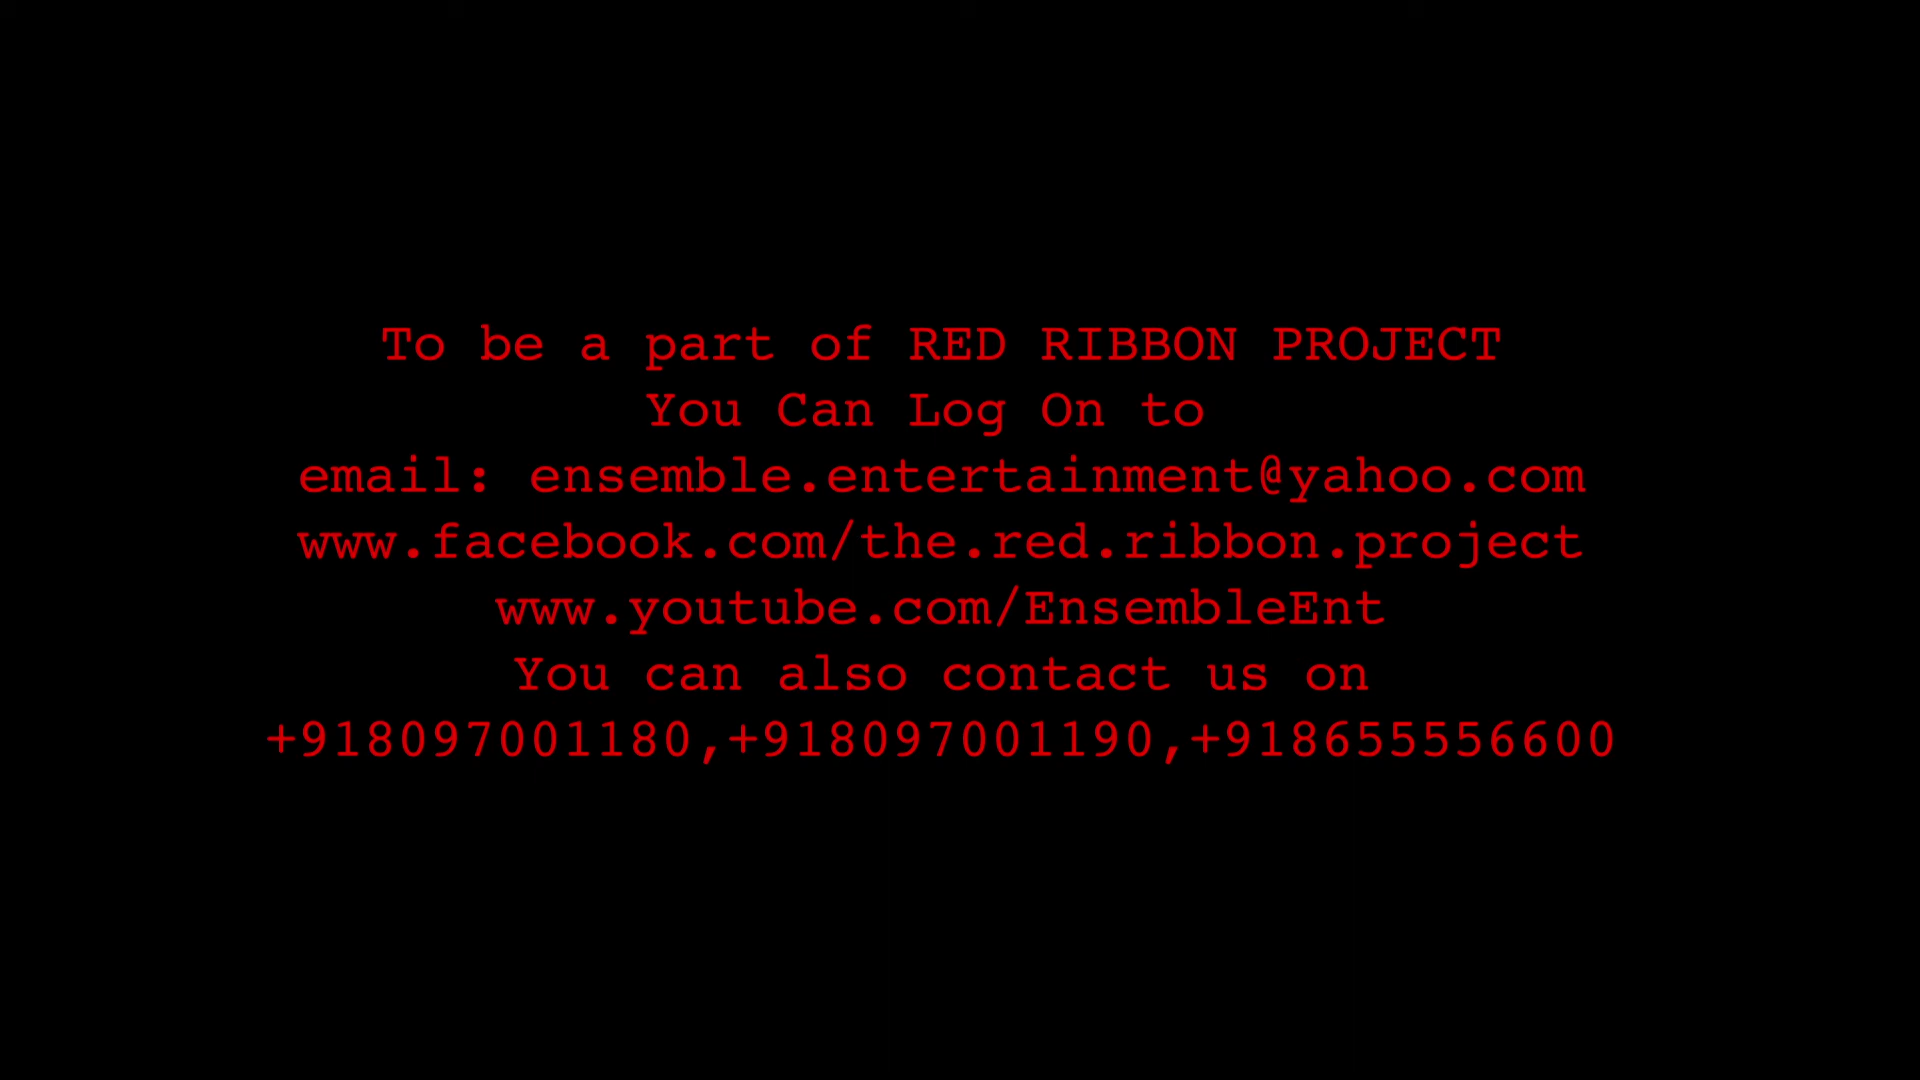 To be a part of RED RIBBON PROJECT
You Can Log On to
email: ensemble.entertainment@yahoo.com
www.facebook.com/the.red.ribbon.project
www.youtube.com/EnsembleEnt
You can also contact us on
+918097001180,+918097001190,+918655556600